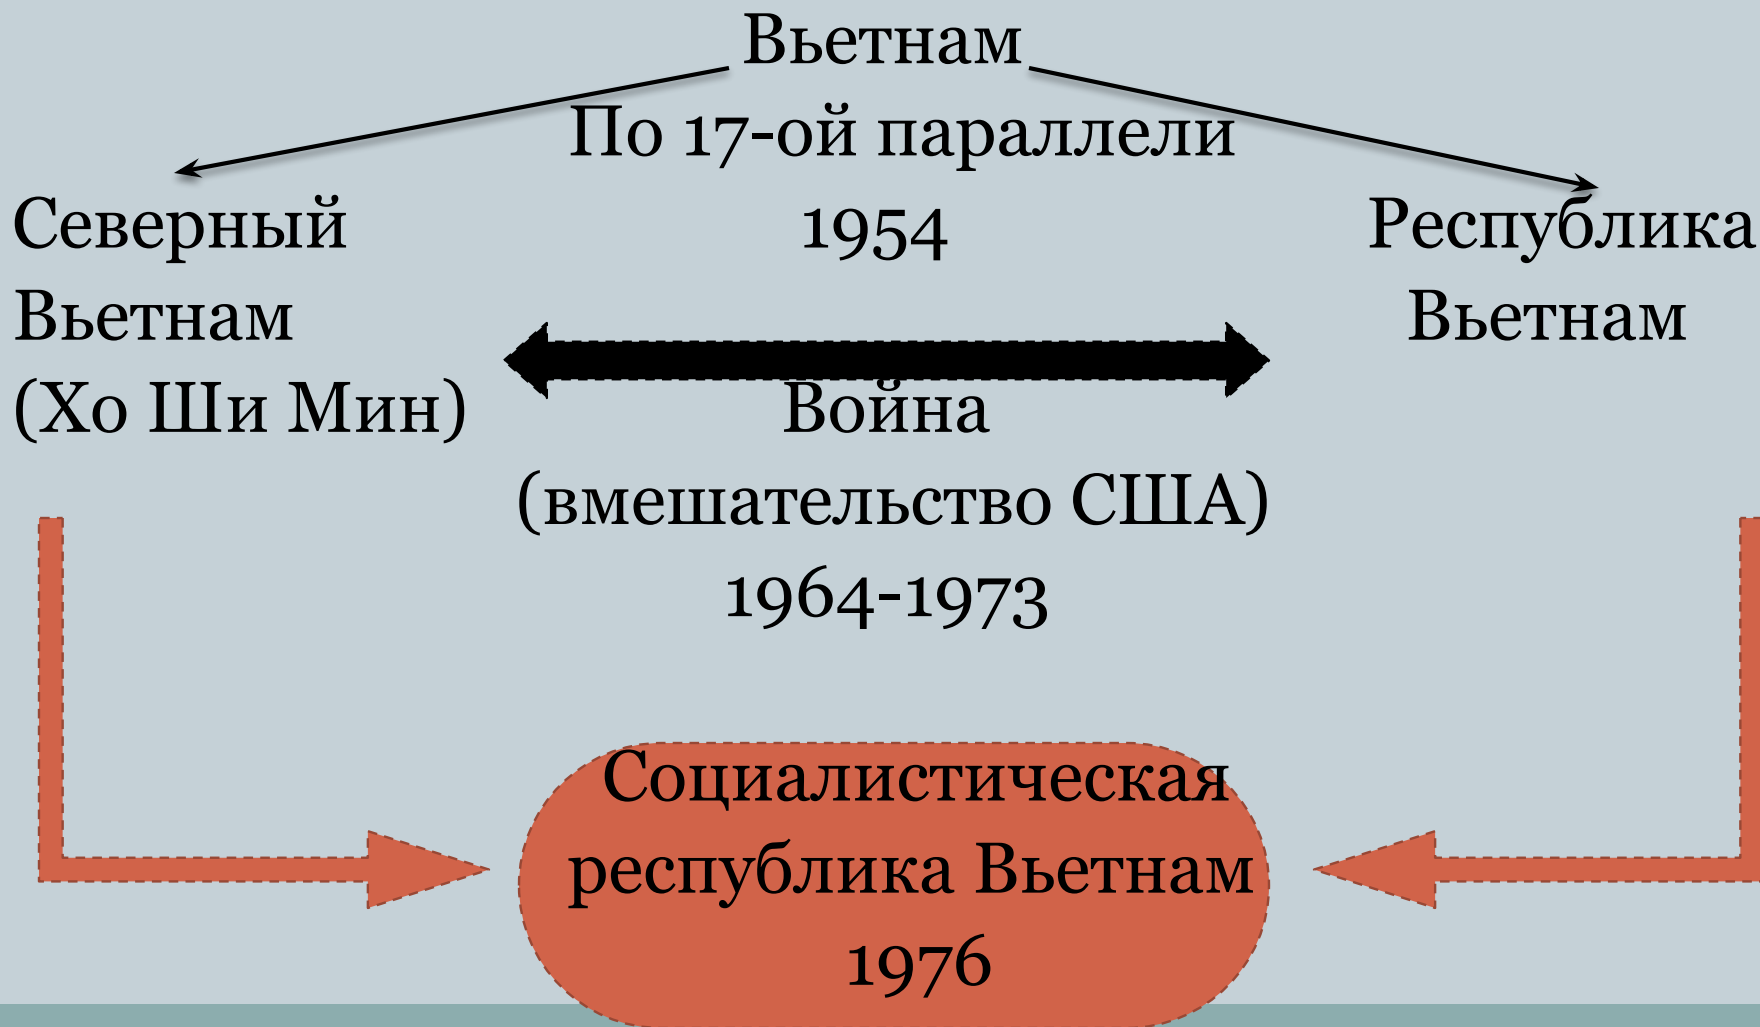 Вьетнам
По 17-ой параллели
1954
Северный
Вьетнам
(Хо Ши Мин)
Республика
Вьетнам
Война
(вмешательство США)
1964-1973
Социалистическая
республика Вьетнам
1976